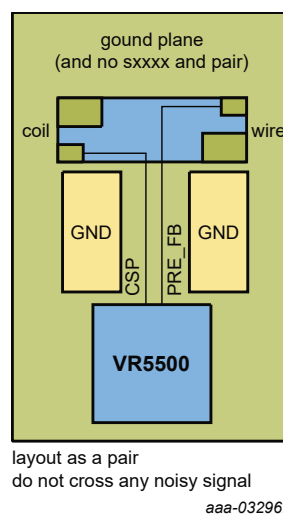 gound plane
(and no sxxxx and pair)
coil
wire
GND
GND
CSP
PRE_FB
VR5500
layout as a pair
do not cross any noisy signal
aaa-03296